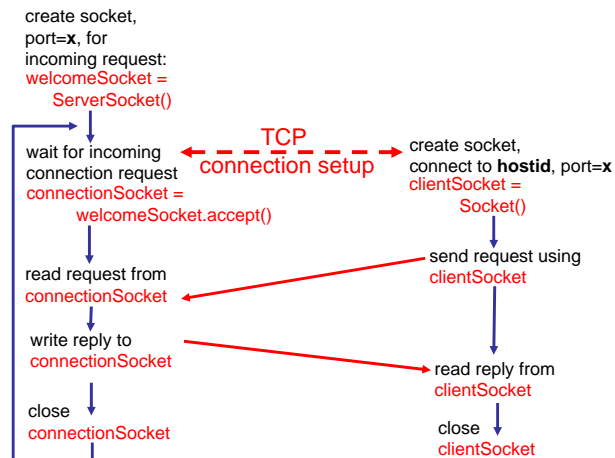 create socket,
port=x, for
incoming request:
welcomeSocket =
ServerSocket()
wait for incoming
connection request
connectionSocket =
welcomeSocket.accept()
read request from
connectionSocket
write reply to
connectionSocket
close
connectionSocket
TCP
connection setup
create socket,
connect to hostid, port=x
clientSocket =
Socket()
send request using
clientSocket
read reply from
clientSocket
close
clientSocket